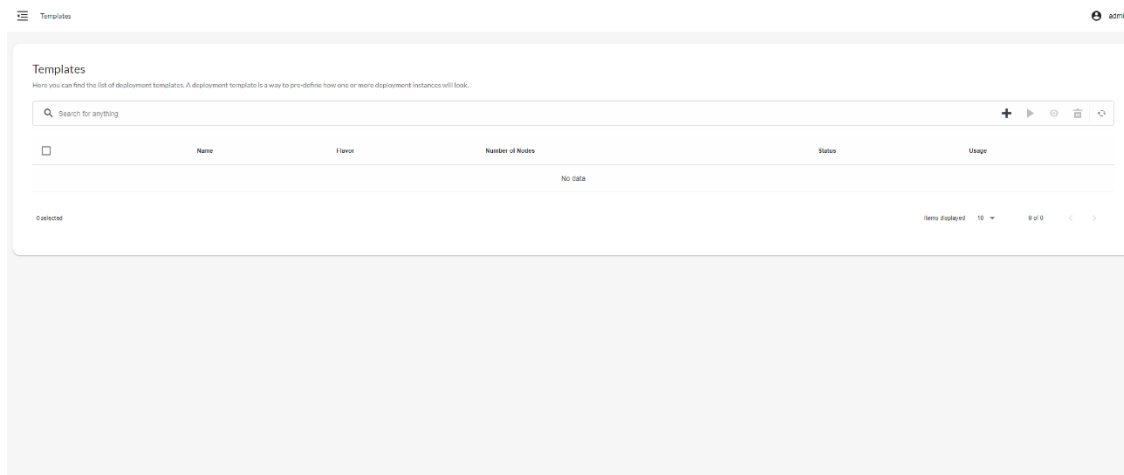 Templates
admi
Templates
Here you can find the list of deployment templates. A deployment template is a way to pre-define how one or more deployment instances will look.
Search for anything
Name Flavor Number of Nodes Status Usage
No data
0 selected Items displayed 10 0 of 0